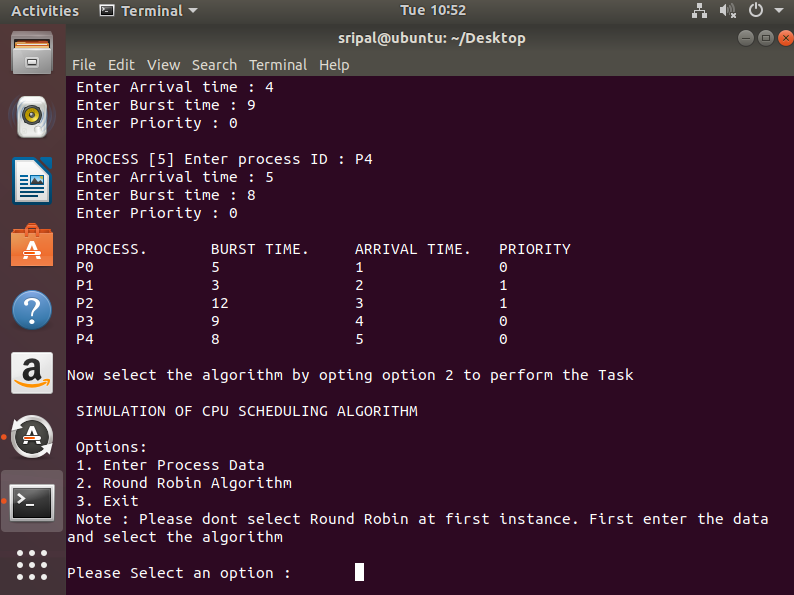 Activities Terminal Tue 10:52
sripal@ubuntu: ~/Desktop
File Edit View Search Terminal Help
Enter Arrival time : 4
Enter Burst time : 9
Enter Priority : 0
PROCESS [5] Enter process ID : P4
Enter Arrival time : 5
Enter Burst time : 8
Enter Priority : 0
PROCESS. BURST TIME. ARRIVAL TIME. PRIORITY
P0 5 1 0
P1 3 2 1
P2 12 3 1
P3 9 4 0
P4 8 5 0
Now select the algorithm by opting option 2 to perform the Task
SIMULATION OF CPU SCHEDULING ALGORITHM
Options:
1. Enter Process Data
2. Round Robin Algorithm
3. Exit
Note : Please dont select Round Robin at first instance. First enter the data
and select the algorithm
Please Select an option :